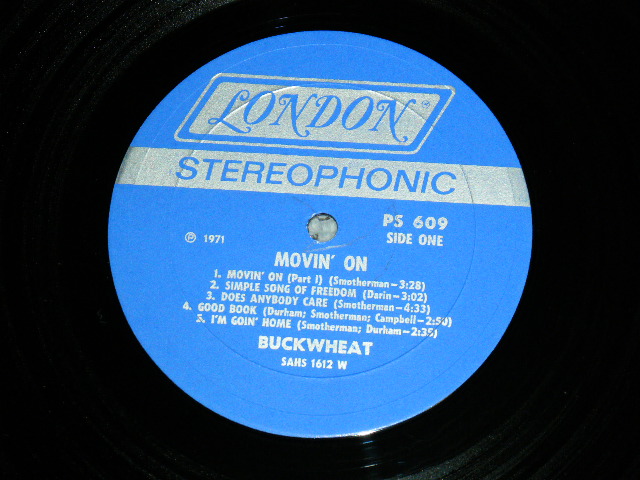 LONDON
®
STEREOPHONIC
PS 609
℗ 1971 SIDE ONE
MOVIN' ON
1. MOVIN' ON (Part I) (Smotherman-3:28)
2. SIMPLE SONG OF FREEDOM (Darin-3:02)
3. DOES ANYBODY CARE (Smotherman-4:33)
4. GOOD BOOK (Durham; Smotherman; Campbell-2:50)
5. I'M GOIN' HOME (Smotherman; Durham-2:35)
BUCKWHEAT
SAHS 1612 W